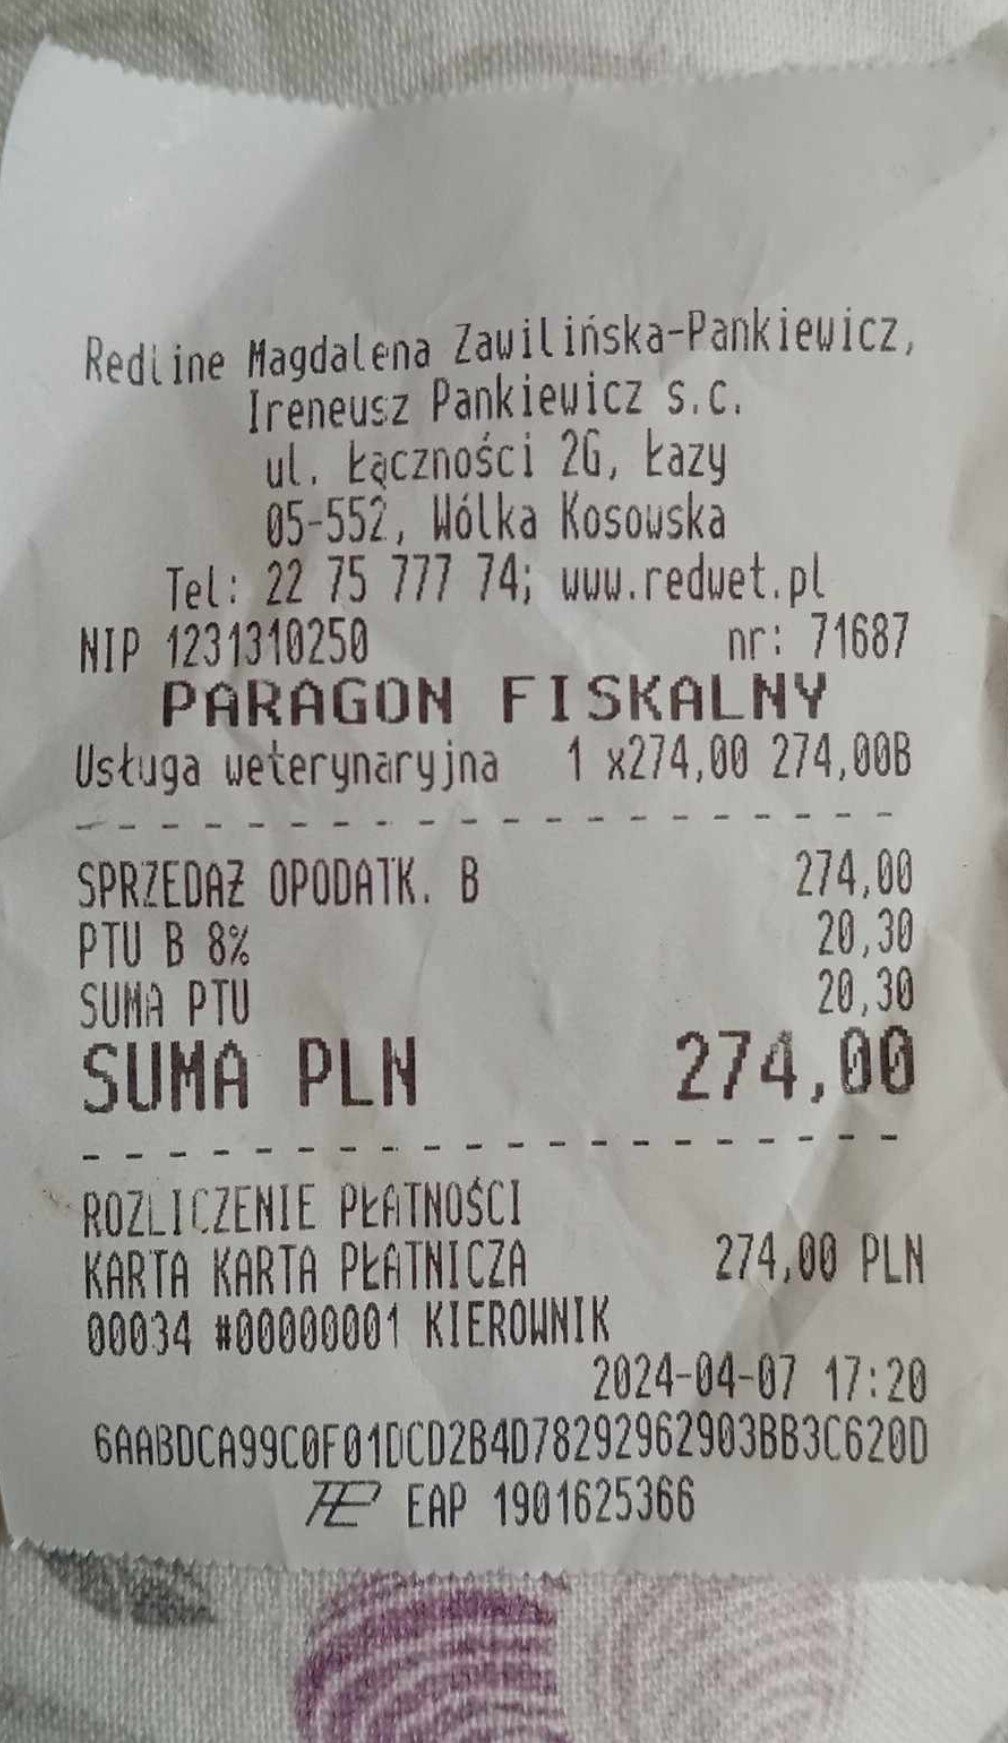 Redline Magdalena Zawilińska-Pankiewicz,
Ireneusz Pankiewicz s.c.
ul. Łączności 2G, Łazy
05-552, Wólka Kosowska
Tel: 22 75 777 74; www.redwet.pl
NIP 1231310250 nr: 71687
PARAGON FISKALNY
Usługa weterynaryjna 1 x274,00 274,00B
SPRZEDAŻ OPODATK. B 274,00
PTU B 8% 20,30
SUMA PTU 20,30
SUMA PLN 274,00
ROZLICZENIE PŁATNOŚCI
KARTA KARTA PŁATNICZA 274,00 PLN
00034 #00000001 KIEROWNIK
2024-04-07 17:20
6AABDCA99C0F01DCD2B4D78292962903BB3C620D
EAP 1901625366